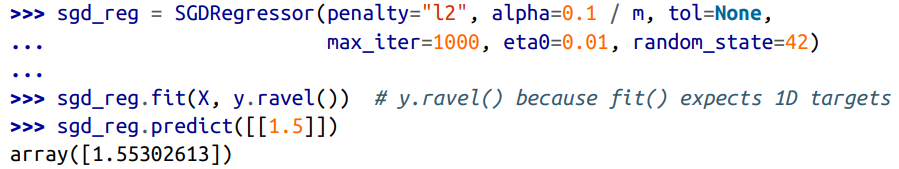 >>> sgd_reg = SGDRegressor(penalty="l2", alpha=0.1 / m, tol=None,
...                        max_iter=1000, eta0=0.01, random_state=42)
...
>>> sgd_reg.fit(X, y.ravel())  # y.ravel() because fit() expects 1D targets
>>> sgd_reg.predict([[1.5]])
array([1.55302613])